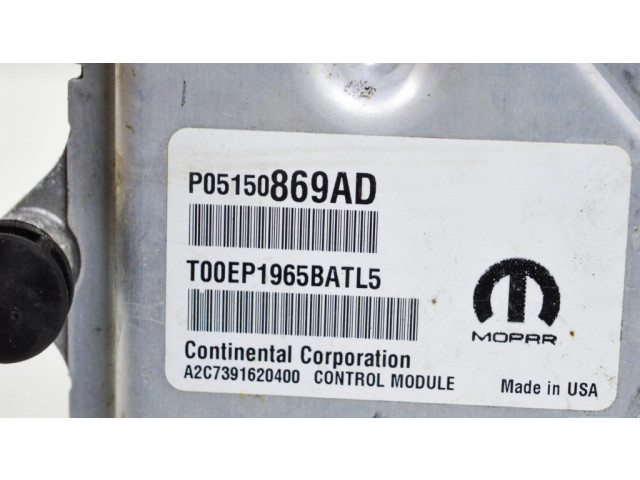 P05150869AD
T00EP1965BATL5
MOPAR
Continental Corporation
A2C7391620400 CONTROL MODULE
Made in USA